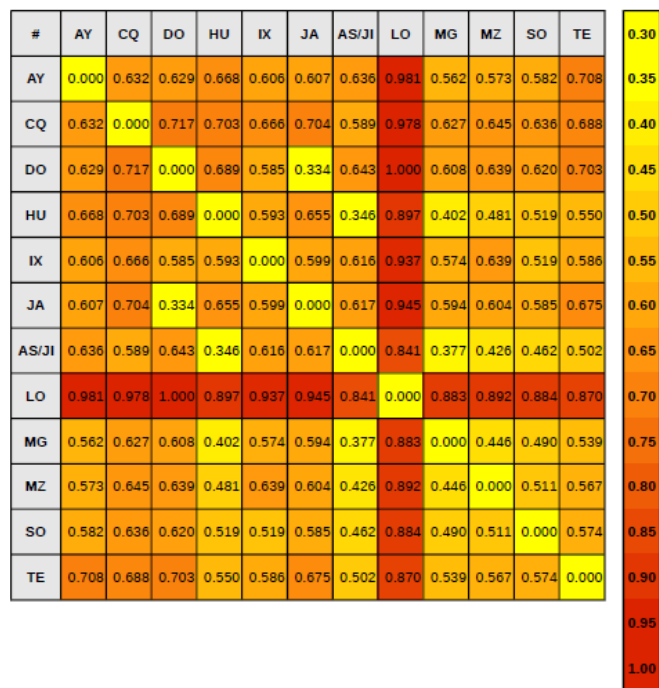 # AY CQ DO HU IX JA AS/JI LO MG MZ SO TE
AY 0.000 0.632 0.629 0.668 0.606 0.607 0.636 0.981 0.562 0.573 0.582 0.708
CQ 0.632 0.000 0.717 0.703 0.666 0.704 0.589 0.978 0.627 0.645 0.636 0.688
DO 0.629 0.717 0.000 0.689 0.585 0.334 0.643 1.000 0.608 0.639 0.620 0.703
HU 0.668 0.703 0.689 0.000 0.593 0.655 0.346 0.897 0.402 0.481 0.519 0.550
IX 0.606 0.666 0.585 0.593 0.000 0.599 0.616 0.937 0.574 0.639 0.519 0.586
JA 0.607 0.704 0.334 0.655 0.599 0.000 0.617 0.945 0.594 0.604 0.585 0.675
AS/JI 0.636 0.589 0.643 0.346 0.616 0.617 0.000 0.841 0.377 0.426 0.462 0.502
LO 0.981 0.978 1.000 0.897 0.937 0.945 0.841 0.000 0.883 0.892 0.884 0.870
MG 0.562 0.627 0.608 0.402 0.574 0.594 0.377 0.883 0.000 0.446 0.490 0.539
MZ 0.573 0.645 0.639 0.481 0.639 0.604 0.426 0.892 0.446 0.000 0.511 0.567
SO 0.582 0.636 0.620 0.519 0.519 0.585 0.462 0.884 0.490 0.511 0.000 0.574
TE 0.708 0.688 0.703 0.550 0.586 0.675 0.502 0.870 0.539 0.567 0.574 0.000
0.30
0.35
0.40
0.45
0.50
0.55
0.60
0.65
0.70
0.75
0.80
0.85
0.90
0.95
1.00